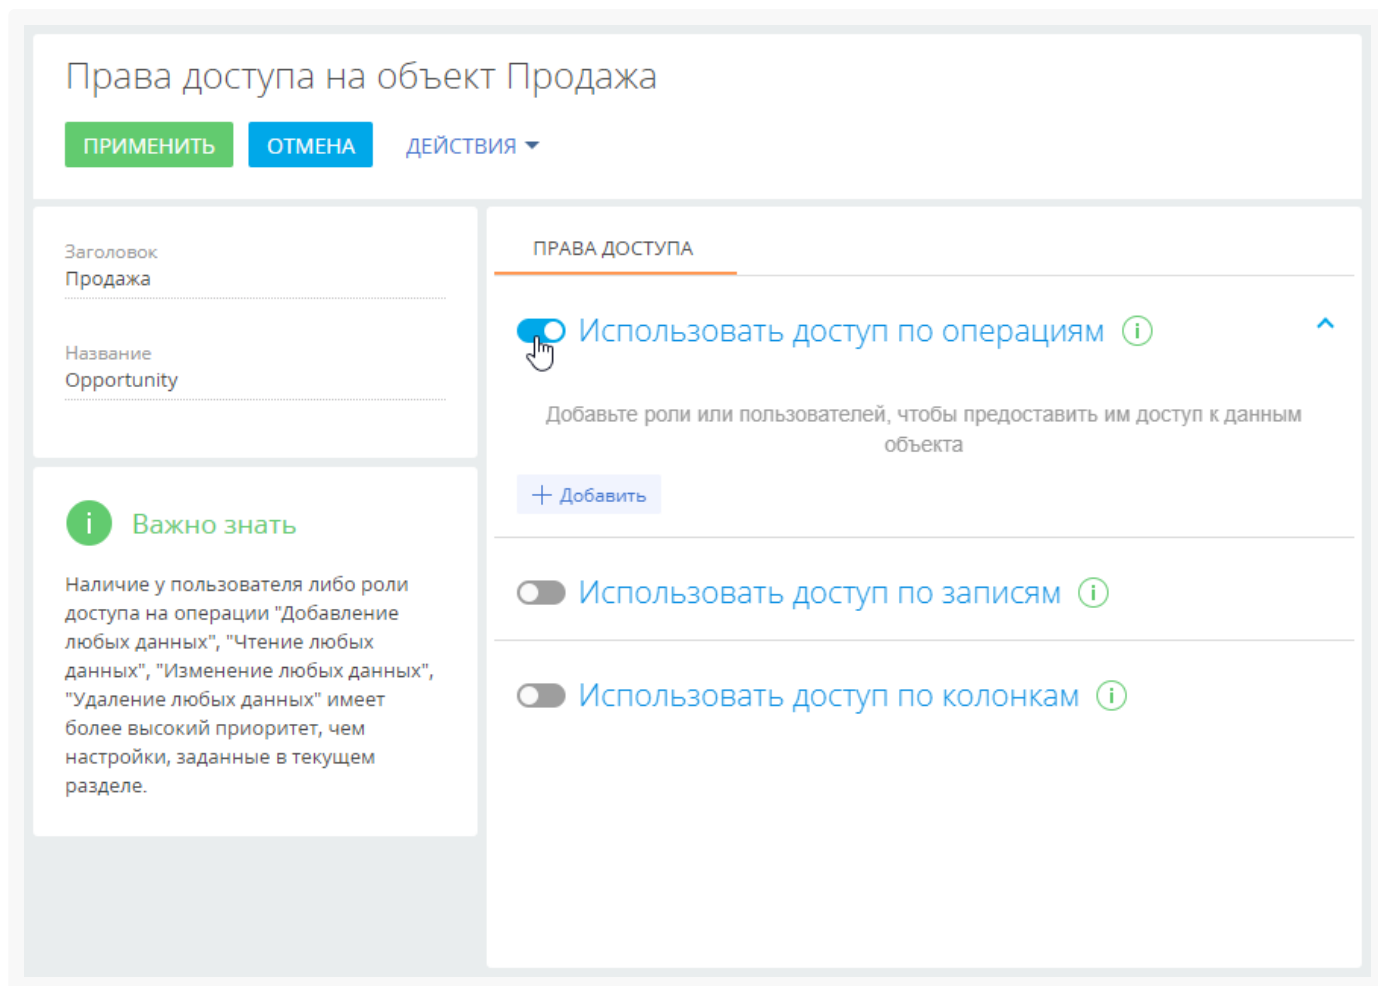 Права доступа на объект Продажа
ПРИМЕНИТЬ ОТМЕНА ДЕЙСТВИЯ
Заголовок
Продажа
Название
Opportunity
i Важно знать
Наличие у пользователя либо роли
доступа на операции "Добавление
любых данных", "Чтение любых
данных", "Изменение любых данных",
"Удаление любых данных" имеет
более высокий приоритет, чем
настройки, заданные в текущем
разделе.
ПРАВА ДОСТУПА
Использовать доступ по операциям i
Добавьте роли или пользователей, чтобы предоставить им доступ к данным
объекта
+ Добавить
Использовать доступ по записям i
Использовать доступ по колонкам i